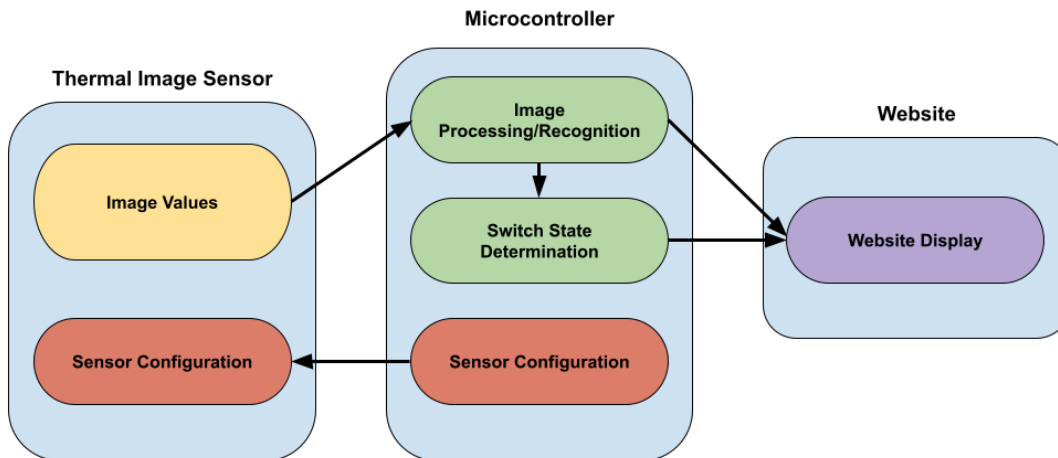 Microcontroller
Thermal Image Sensor
Image
Processing/Recognition
Website
Image Values
Switch State
Determination
Website Display
Sensor Configuration
Sensor Configuration